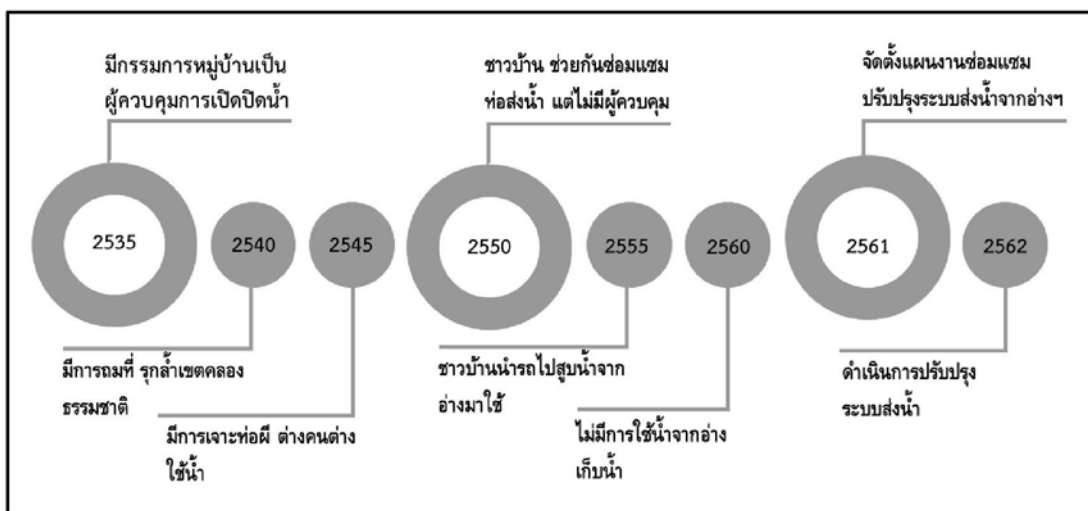 มีกรรมการหมู่บ้านเป็น
ผู้ควบคุมการเปิดปิดน้ำ
ชาวบ้าน ช่วยกันซ่อมแซม
ท่อส่งน้ำ แต่ไม่มีผู้ควบคุม
จัดตั้งแผนงานซ่อมแซม
ปรับปรุงระบบส่งน้ำจากอ่างฯ
2535
2540
2545
2550
2555
2560
2561
2562
มีการถมที่ รุกล้ำเขตคลอง
ธรรมชาติ
มีการเจาะท่อผี ต่างคนต่าง
ใช้น้ำ
ชาวบ้านนำรถไปสูบน้ำจาก
อ่างมาใช้
ไม่มีการใช้น้ำจากอ่าง
เก็บน้ำ
ดำเนินการปรับปรุง
ระบบส่งน้ำ